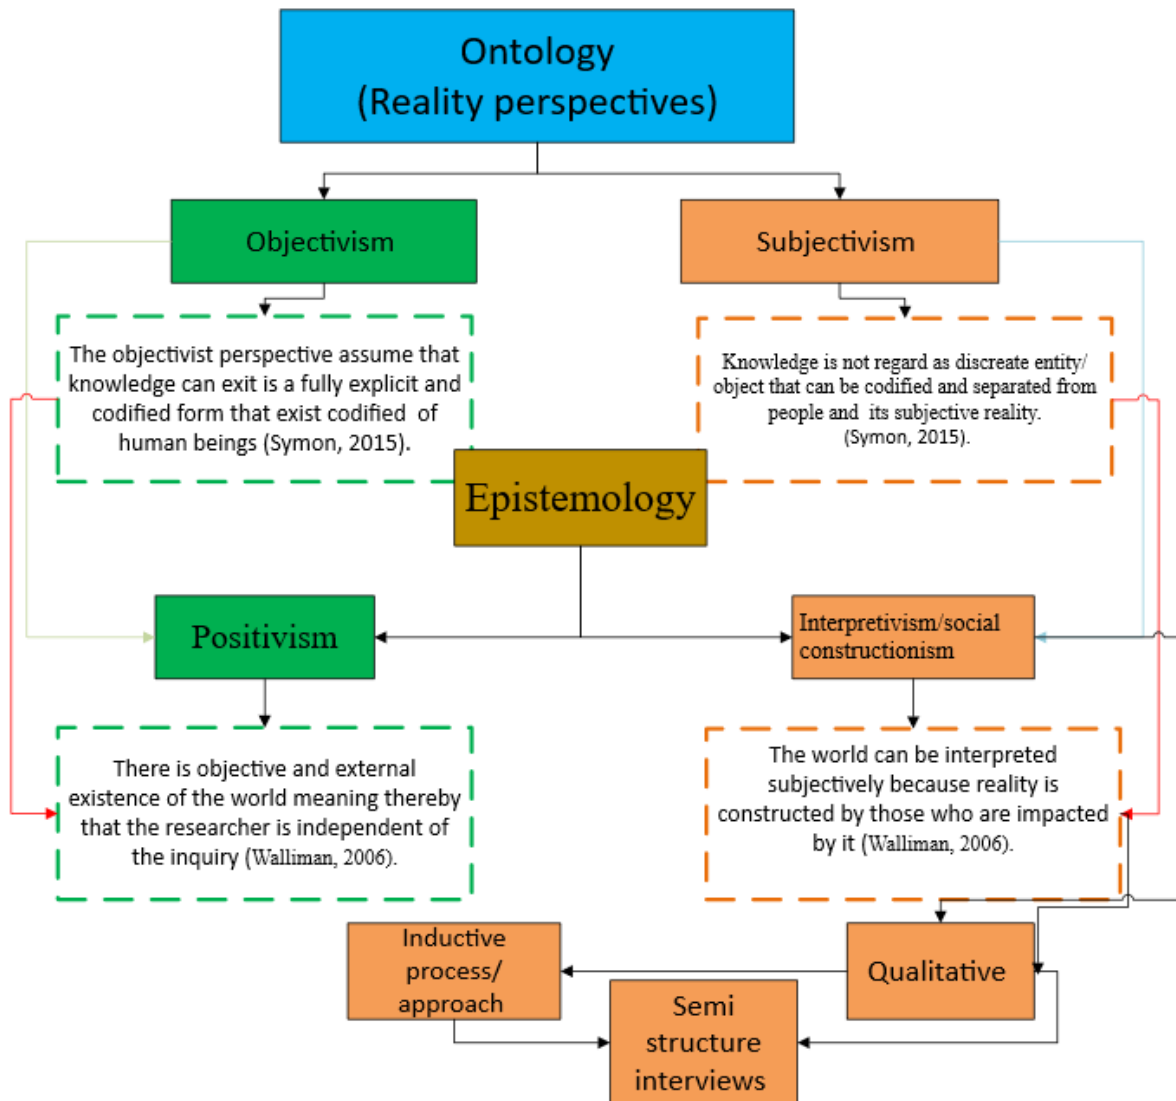 Ontology
(Reality perspectives)
Objectivism
Subjectivism
The objectivist perspective assume that
knowledge can exit is a fully explicit and
codified form that exist codified of
human beings (Symon, 2015).
Knowledge is not regard as discreate entity/
object that can be codified and separated from
people and its subjective reality.
(Symon, 2015).
Epistemology
Positivism
Interpretivism/social
constructionism
There is objective and external
existence of the world meaning thereby
that the researcher is independent of
the inquiry (Walliman, 2006).
The world can be interpreted
subjectively because reality is
constructed by those who are impacted
by it (Walliman, 2006).
Inductive
process/
approach
Qualitative
Semi
structure
interviews